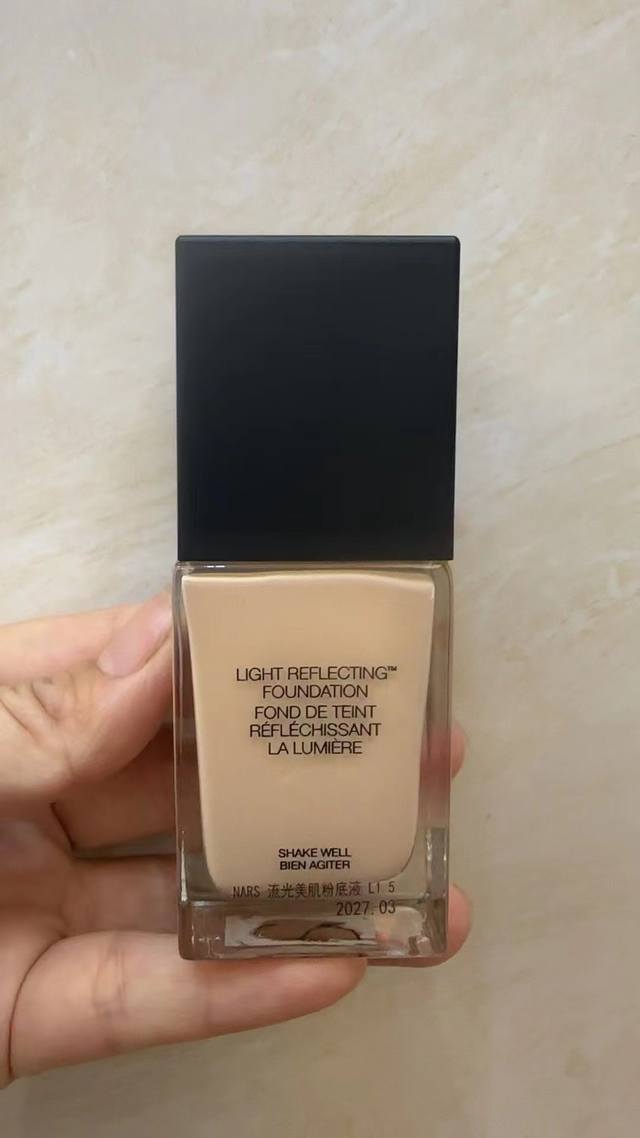 LIGHT REFLECTING™
FOUNDATION
FOND DE TEINT
RÉFLÉCHISSANT
LA LUMIÈRE
SHAKE WELL
BIEN AGITER
NARS 流光美肌粉底液 L1 5
2027.03